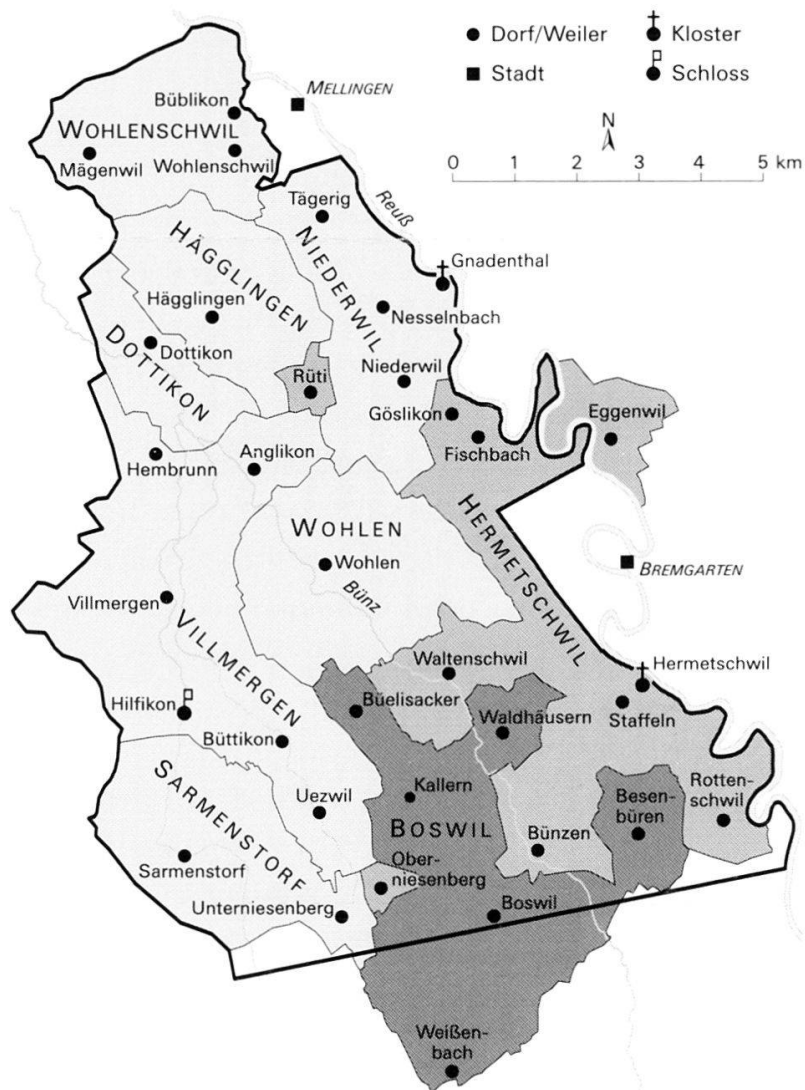 Dorf/Weiler
Kloster
Stadt
Schloss
N
0 1 2 3 4 5 km
MELLINGEN
Büblikon
WOHLENSCHWIL
Mägenwil
Wohlenschwil
Reuß
Tägerig
Gnadenthal
HÄGGLINGEN
NIEDERWIL
Hägglingen
Nesselnbach
DOTTIKON
Dottikon
Rüti
Niederwil
Göslikon
Eggenwil
Fischbach
Hembrunn
Anglikon
HERMETSCHWIL
WOHLEN
Wohlen
BREMGARTEN
Bünz
Villmergen
VILLMERGEN
Waltenschwil
Hermetschwil
Hilfikon
Büelisacker
Waldhäusern
Staffeln
Büttikon
SARMENSTORF
Uezwil
Kallern
Besen-
büren
Rotten-
schwil
BOSWIL
Bünzen
Sarmenstorf
Ober-
niesenberg
Unterniesenberg
Boswil
Weißen-
bach